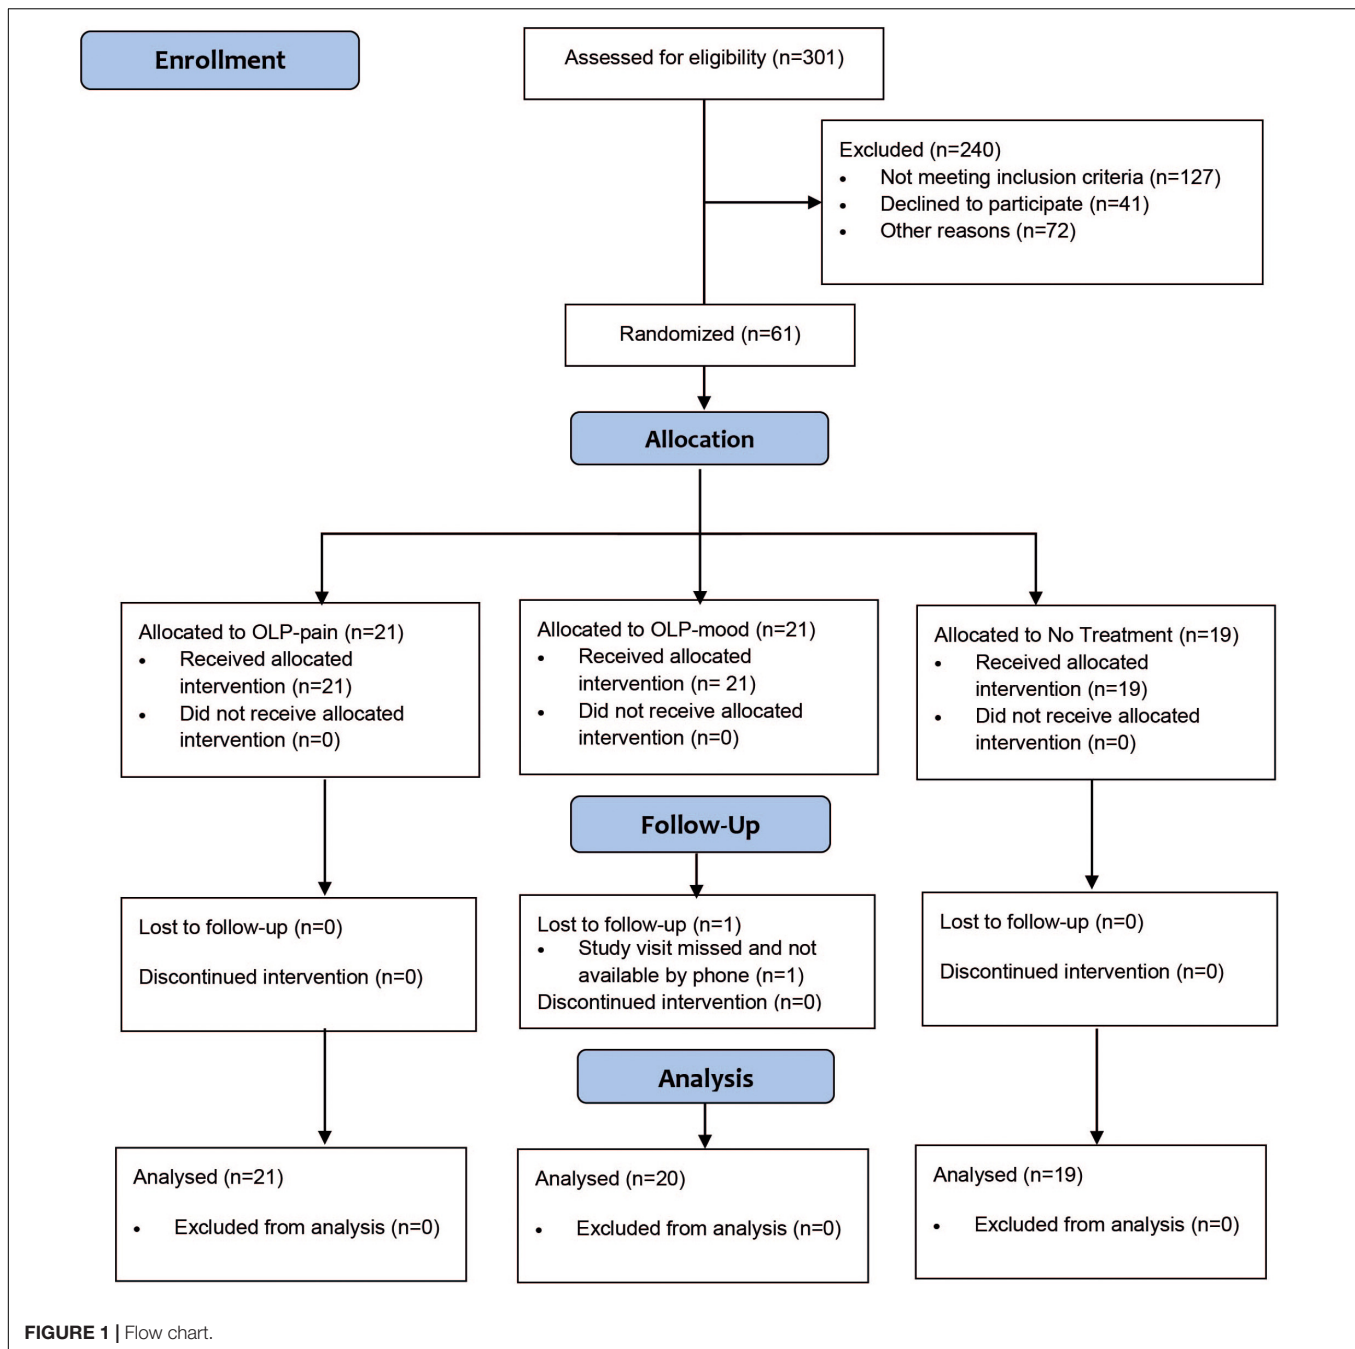 Enrollment
Assessed for eligibility (n=301)
Excluded (n=240)
• Not meeting inclusion criteria (n=127)
• Declined to participate (n=41)
• Other reasons (n=72)
Randomized (n=61)
Allocation
Allocated to OLP-pain (n=21)
• Received allocated
intervention (n=21)
• Did not receive allocated
intervention (n=0)
Allocated to OLP-mood (n=21)
• Received allocated
intervention (n= 21)
• Did not receive allocated
intervention (n=0)
Allocated to No Treatment (n=19)
• Received allocated
intervention (n=19)
• Did not receive allocated
intervention (n=0)
Follow-Up
Lost to follow-up (n=0)
Discontinued intervention (n=0)
Lost to follow-up (n=1)
• Study visit missed and not
available by phone (n=1)
Discontinued intervention (n=0)
Lost to follow-up (n=0)
Discontinued intervention (n=0)
Analysis
Analysed (n=21)
• Excluded from analysis (n=0)
Analysed (n=20)
• Excluded from analysis (n=0)
Analysed (n=19)
• Excluded from analysis (n=0)
FIGURE 1 | Flow chart.